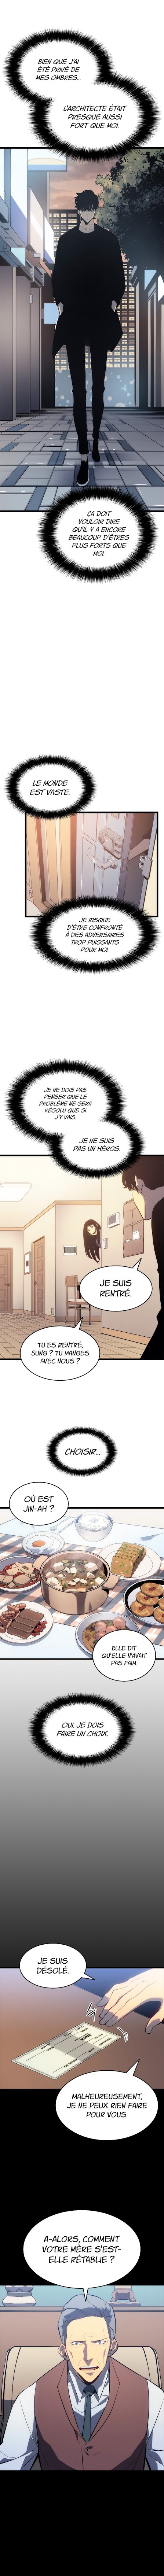 BIEN QUE J'AI
ÉTÉ PRIVÉ DE
MES OMBRES...
L'ARCHITECTE ÉTAIT
PRESQUE AUSSI
FORT QUE MOI.
ÇA DOIT
VOULOIR DIRE
QU'IL Y A ENCORE
BEAUCOUP D'ÊTRES
PLUS FORTS QUE
MOI.
LE MONDE
EST VASTE.
JE RISQUE
D'ÊTRE CONFRONTÉ
À DES ADVERSAIRES
TROP PUISSANTS
POUR MOI.
JE NE DOIS PAS
PENSER QUE LE
PROBLÈME NE SERA
RÉSOLU QUE SI
J'Y VAIS.
JE NE SUIS
PAS UN HÉROS.
JE SUIS
RENTRÉ.
TU ES RENTRÉ,
SUNG ? TU MANGES
AVEC NOUS ?
CHOISIR...
OÙ EST
JIN-AH ?
ELLE DIT
QU'ELLE N'AVAIT
PAS FAIM.
OUI. JE DOIS
FAIRE UN CHOIX.
JE SUIS
DÉSOLÉ.
MALHEUREUSEMENT,
JE NE PEUX RIEN FAIRE
POUR VOUS.
A-ALORS, COMMENT
VOTRE MÈRE S'EST-
ELLE RÉTABLIE ?